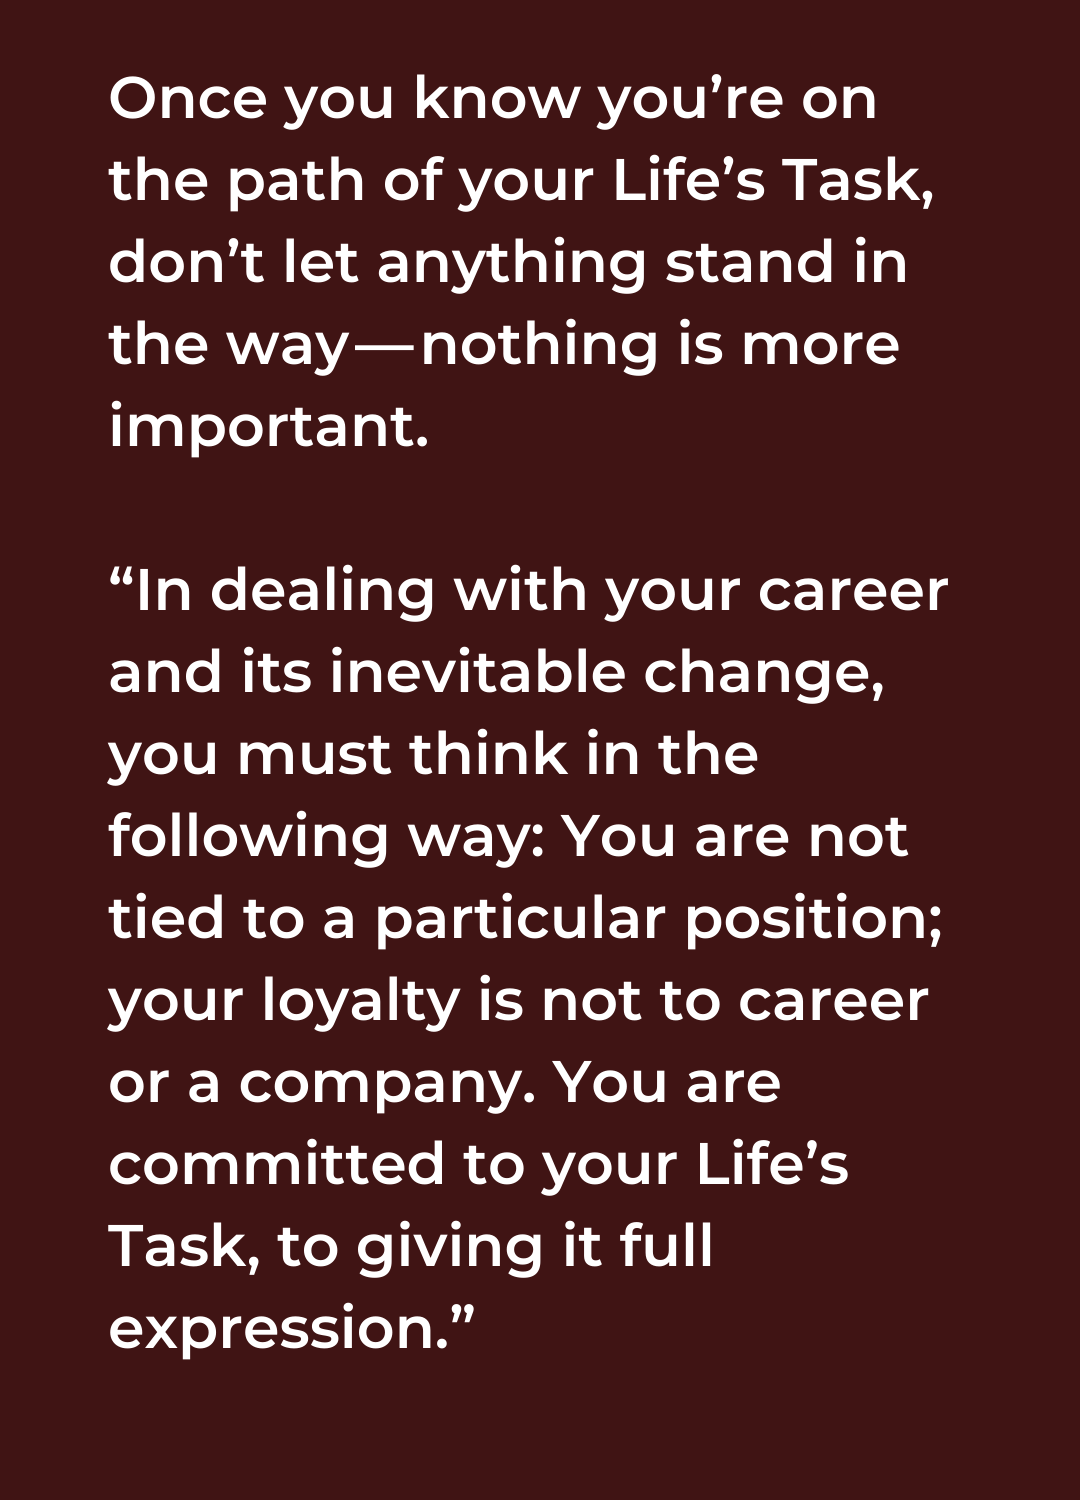 Once you know you’re on
the path of your Life’s Task,
don’t let anything stand in
the way — nothing is more
important.
“In dealing with your career
and its inevitable change,
you must think in the
following way: You are not
tied to a particular position;
your loyalty is not to career
or a company. You are
committed to your Life’s
Task, to giving it full
expression.”